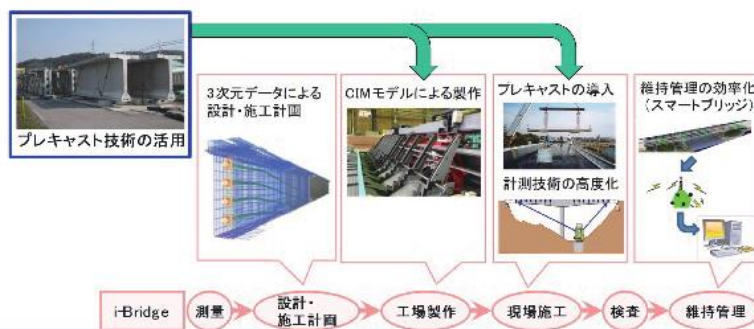 プレキャスト技術の活用
3次元データによる
設計・施工計画
CIMモデルによる製作
プレキャストの導入
計測技術の高度化
維持管理の効率化
(スマートブリッジ)
i-Bridge
測量
設計・
施工計画
工場製作
現場施工
検査
維持管理